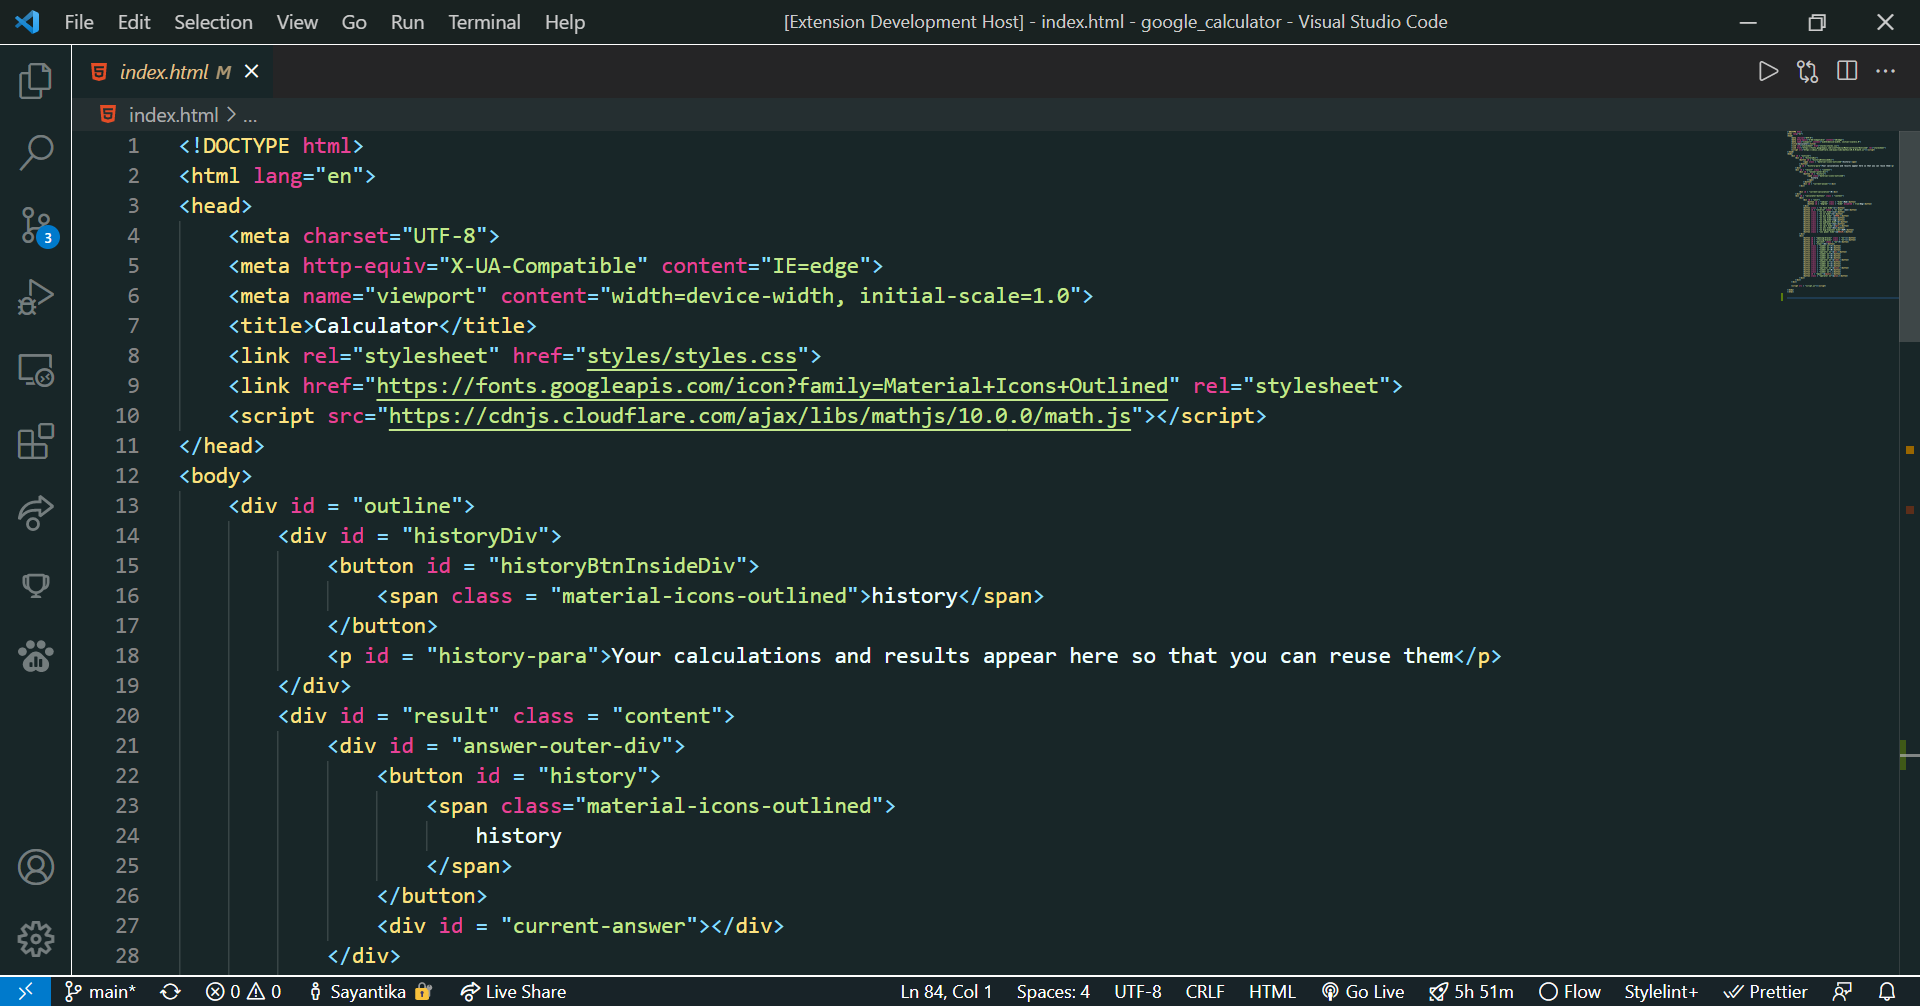 File Edit Selection View Go Run Terminal Help [Extension Development Host] - index.html - google_calculator - Visual Studio Code
index.html M
index.html > ...
3
1 <!DOCTYPE html>
2 <html lang="en">
3 <head>
4     <meta charset="UTF-8">
5     <meta http-equiv="X-UA-Compatible" content="IE=edge">
6     <meta name="viewport" content="width=device-width, initial-scale=1.0">
7     <title>Calculator</title>
8     <link rel="stylesheet" href="styles/styles.css">
9     <link href="https://fonts.googleapis.com/icon?family=Material+Icons+Outlined" rel="stylesheet">
10     <script src="https://cdnjs.cloudflare.com/ajax/libs/mathjs/10.0.0/math.js"></script>
11 </head>
12 <body>
13     <div id = "outline">
14         <div id = "historyDiv">
15             <button id = "historyBtnInsideDiv">
16                 <span class = "material-icons-outlined">history</span>
17             </button>
18             <p id = "history-para">Your calculations and results appear here so that you can reuse them</p>
19         </div>
20         <div id = "result" class = "content">
21             <div id = "answer-outer-div">
22                 <button id = "history">
23                     <span class="material-icons-outlined">
24                         history
25                     </span>
26                 </button>
27                 <div id = "current-answer"></div>
28             </div>
main* 0 0 Sayantika Live Share Ln 84, Col 1 Spaces: 4 UTF-8 CRLF HTML Go Live 5h 51m Flow Stylelint+ Prettier